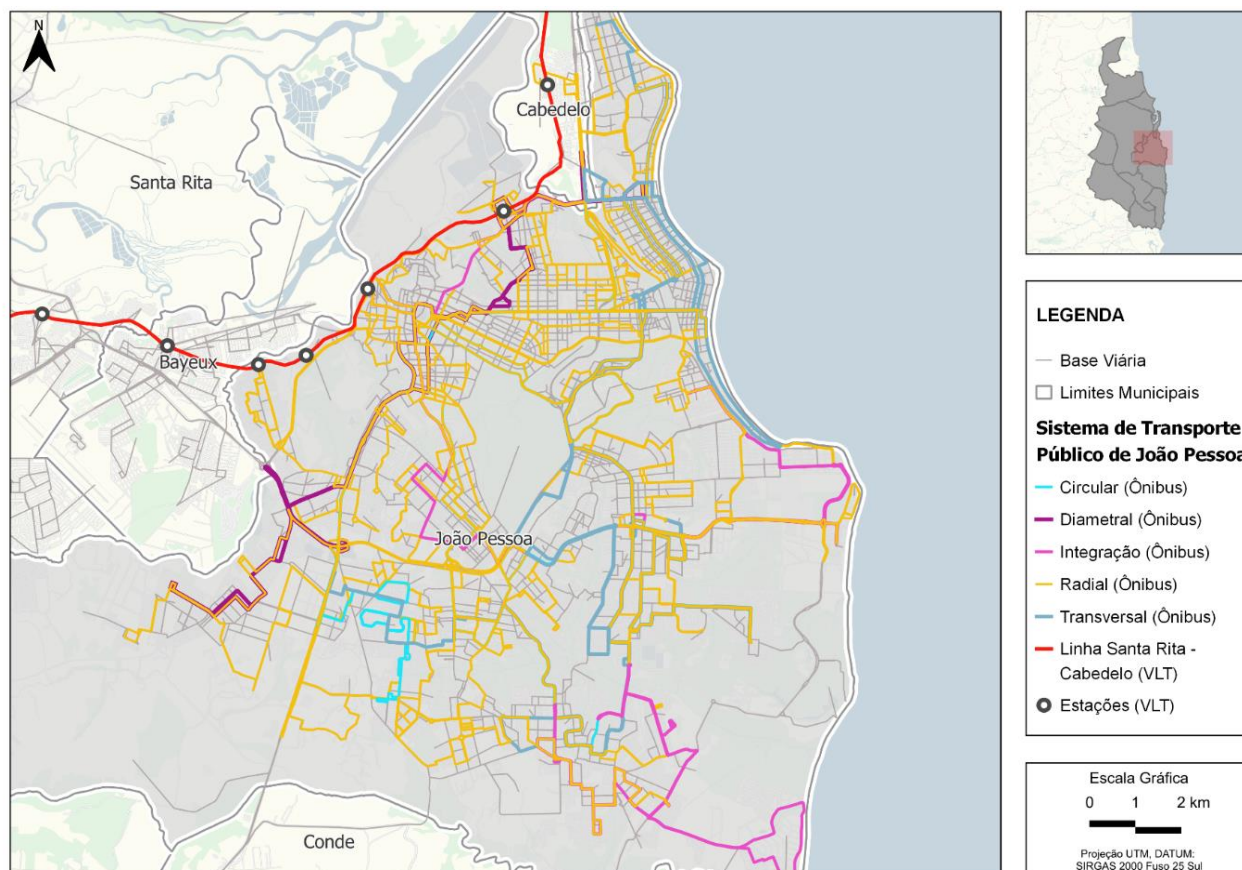 N
Cabedelo
Santa Rita
Bayeux
João Pessoa
Conde
LEGENDA
Base Viária
Limites Municipais
Sistema de Transporte
Público de João Pessoa
Circular (Ônibus)
Diametral (Ônibus)
Integração (Ônibus)
Radial (Ônibus)
Transversal (Ônibus)
Linha Santa Rita -
Cabedelo (VLT)
Estações (VLT)
Escala Gráfica
0 1 2 km
Projeção UTM, DATUM:
SIRGAS 2000 Fuso 25 Sul